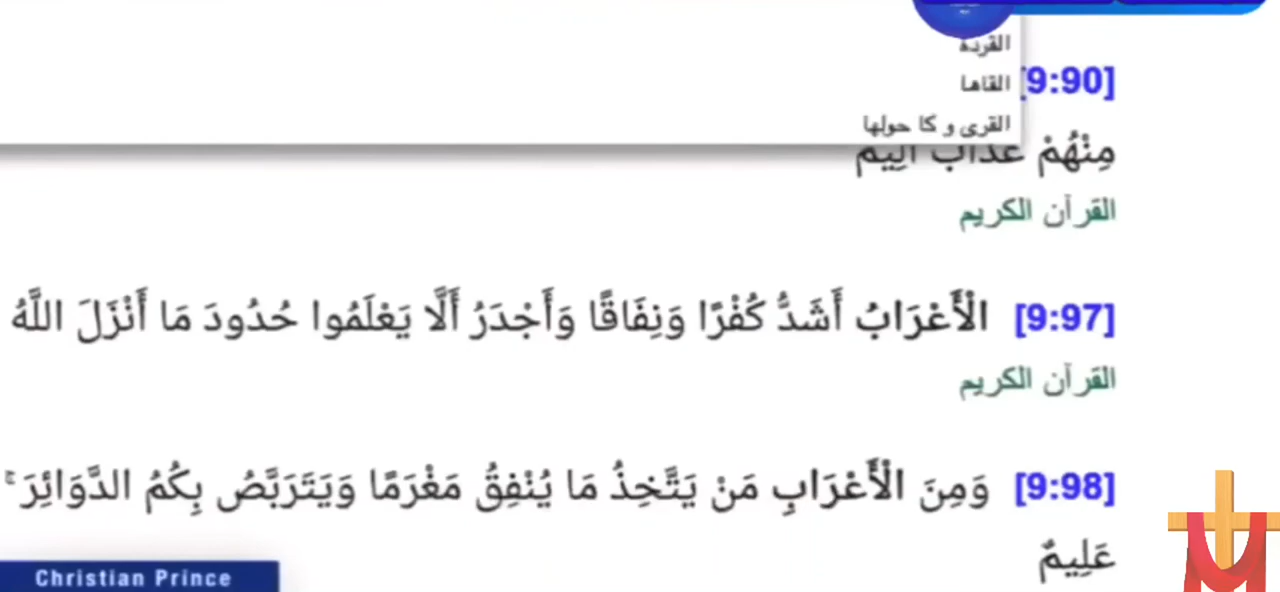 القردة
القاها
[9:90]
القرى و كا حولها
مِنْهُمْ عَذَابٌ أَلِيمٌ
القرآن الكريم
[9:97] الْأَعْرَابُ أَشَدُّ كُفْرًا وَنِفَاقًا وَأَجْدَرُ أَلَّا يَعْلَمُوا حُدُودَ مَا أَنْزَلَ اللَّهُ
القرآن الكريم
[9:98] وَمِنَ الْأَعْرَابِ مَنْ يَتَّخِذُ مَا يُنْفِقُ مَغْرَمًا وَيَتَرَبَّصُ بِكُمُ الدَّوَائِرَ ۚ
عَلِيمٌ
Christian Prince